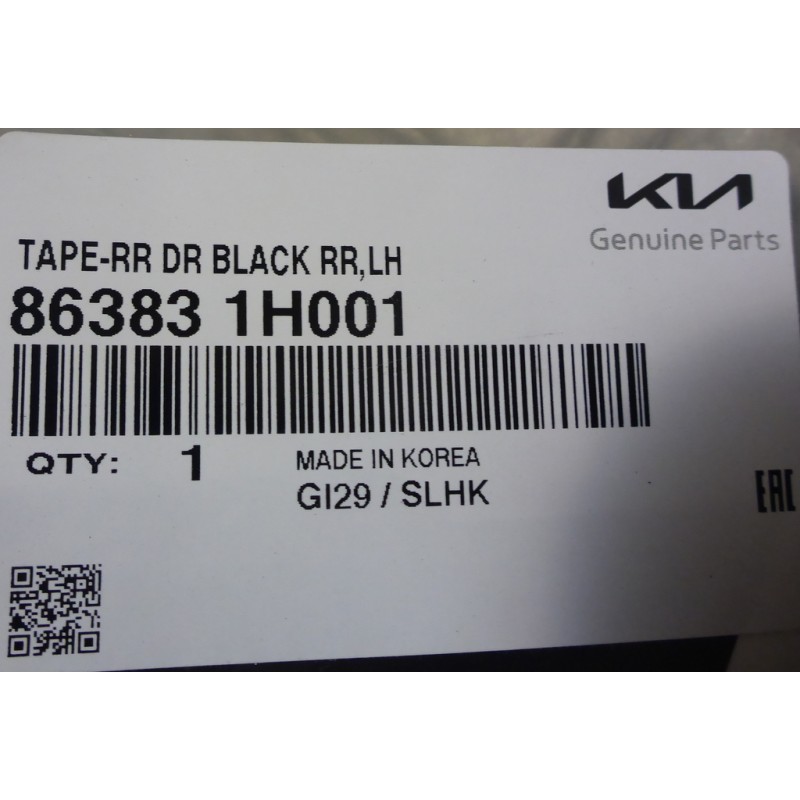 KIA
Genuine Parts
TAPE-RR DR BLACK RR,LH
86383 1H001
QTY: 1
MADE IN KOREA
GI29 / SLHK
EAC